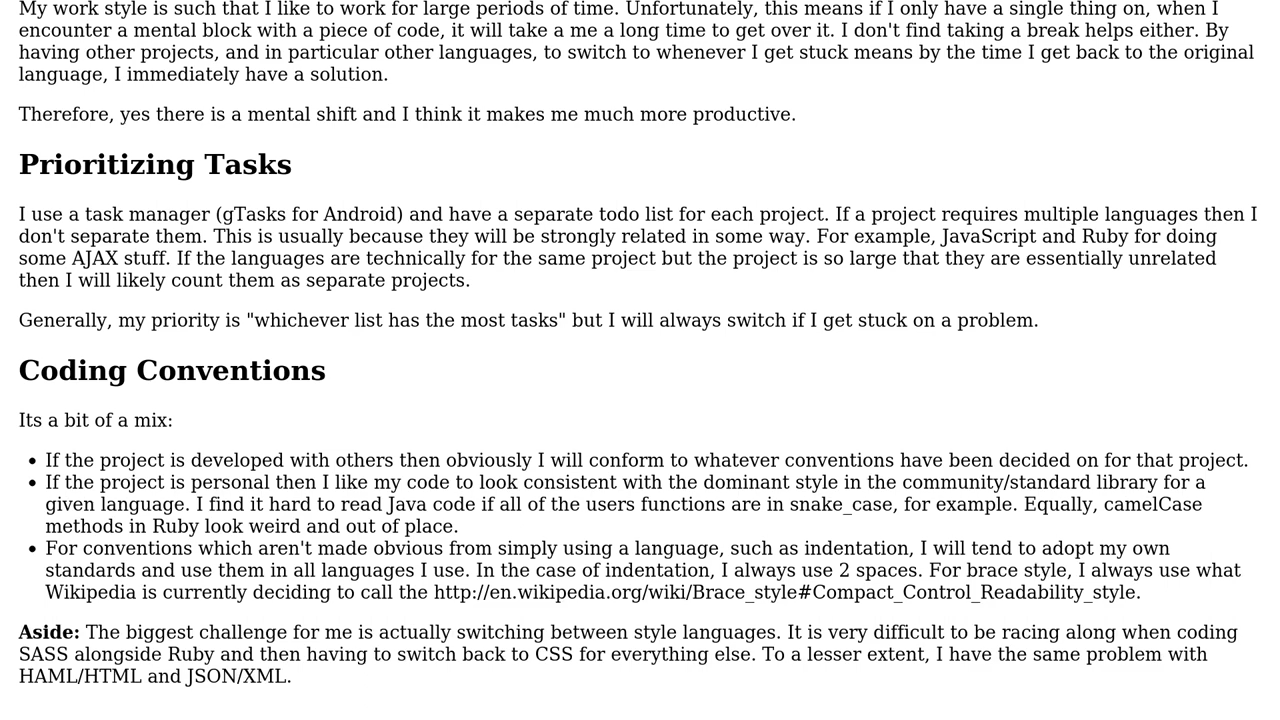 My work style is such that I like to work for large periods of time. Unfortunately, this means if I only have a single thing on, when I
encounter a mental block with a piece of code, it will take a me a long time to get over it. I don't find taking a break helps either. By
having other projects, and in particular other languages, to switch to whenever I get stuck means by the time I get back to the original
language, I immediately have a solution.
Therefore, yes there is a mental shift and I think it makes me much more productive.
Prioritizing Tasks
I use a task manager (gTasks for Android) and have a separate todo list for each project. If a project requires multiple languages then I
don't separate them. This is usually because they will be strongly related in some way. For example, JavaScript and Ruby for doing
some AJAX stuff. If the languages are technically for the same project but the project is so large that they are essentially unrelated
then I will likely count them as separate projects.
Generally, my priority is "whichever list has the most tasks" but I will always switch if I get stuck on a problem.
Coding Conventions
Its a bit of a mix:
• If the project is developed with others then obviously I will conform to whatever conventions have been decided on for that project.
• If the project is personal then I like my code to look consistent with the dominant style in the community/standard library for a
given language. I find it hard to read Java code if all of the users functions are in snake_case, for example. Equally, camelCase
methods in Ruby look weird and out of place.
• For conventions which aren't made obvious from simply using a language, such as indentation, I will tend to adopt my own
standards and use them in all languages I use. In the case of indentation, I always use 2 spaces. For brace style, I always use what
Wikipedia is currently deciding to call the http://en.wikipedia.org/wiki/Brace_style#Compact_Control_Readability_style.
Aside: The biggest challenge for me is actually switching between style languages. It is very difficult to be racing along when coding
SASS alongside Ruby and then having to switch back to CSS for everything else. To a lesser extent, I have the same problem with
HAML/HTML and JSON/XML.